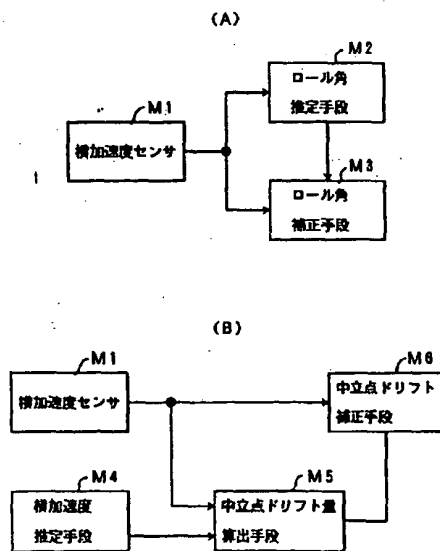 (A)
M1
横加速度センサ
M2
ロール角
推定手段
M3
ロール角
補正手段
(B)
M1
横加速度センサ
M6
中立点ドリフト
補正手段
M4
横加速度
推定手段
M5
中立点ドリフト量
算出手段